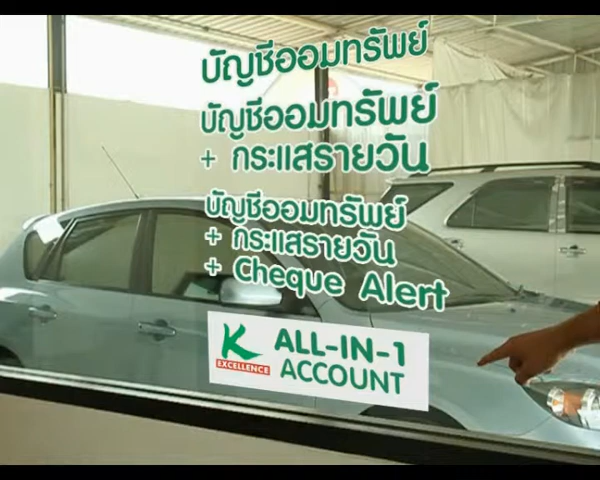 บัญชีออมทรัพย์
บัญชีออมทรัพย์
+ กระแสรายวัน
บัญชีออมทรัพย์
+ กระแสรายวัน
+ Cheque Alert
K
EXCELLENCE
ALL-IN-1
ACCOUNT